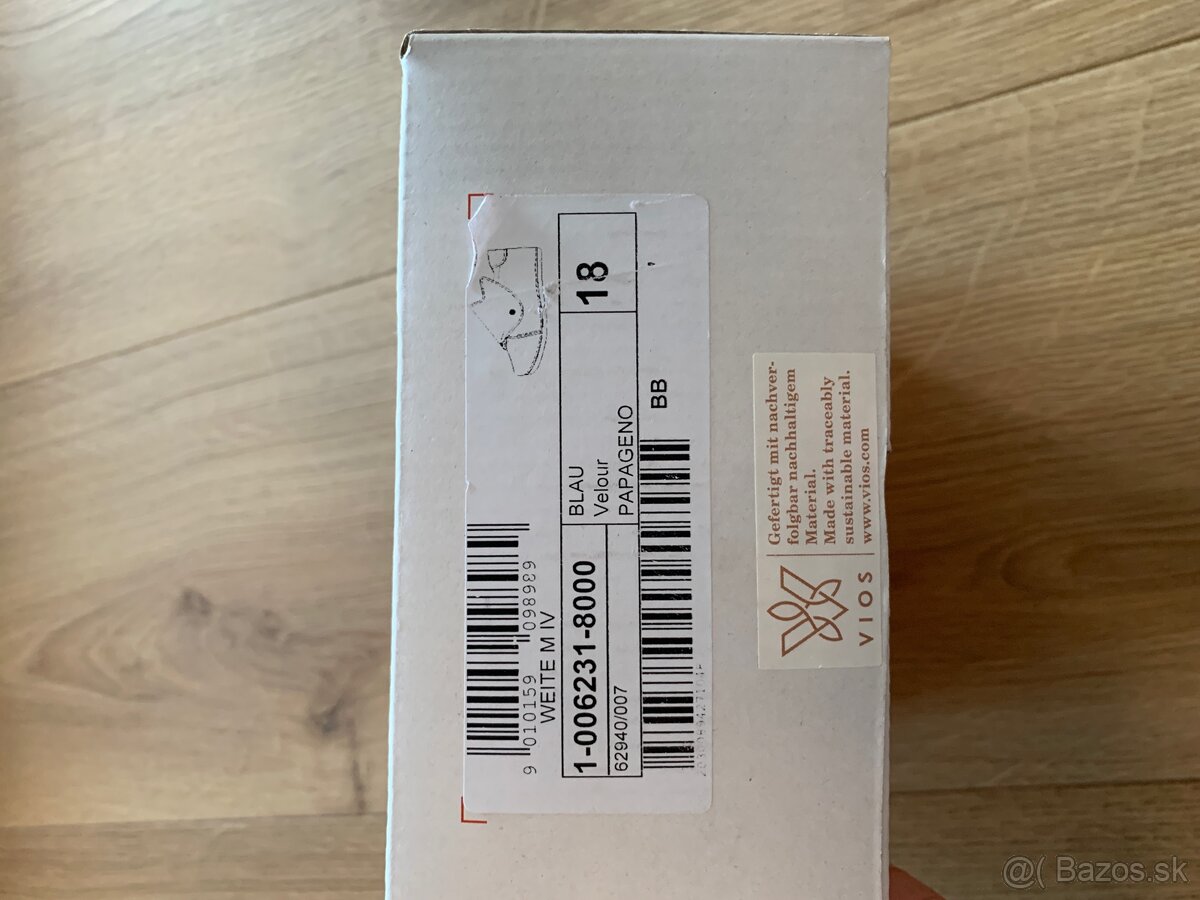 9 010159 098989
WEITE M IV
1-006231-8000
62940/007
BLAU
Velour
PAPAGENO
18
BB
VIOS
Gefertigt mit nachver-
folgbar nachhaltigem
Material.
Made with traceably
sustainable material.
www.vios.com
@( Bazos.sk